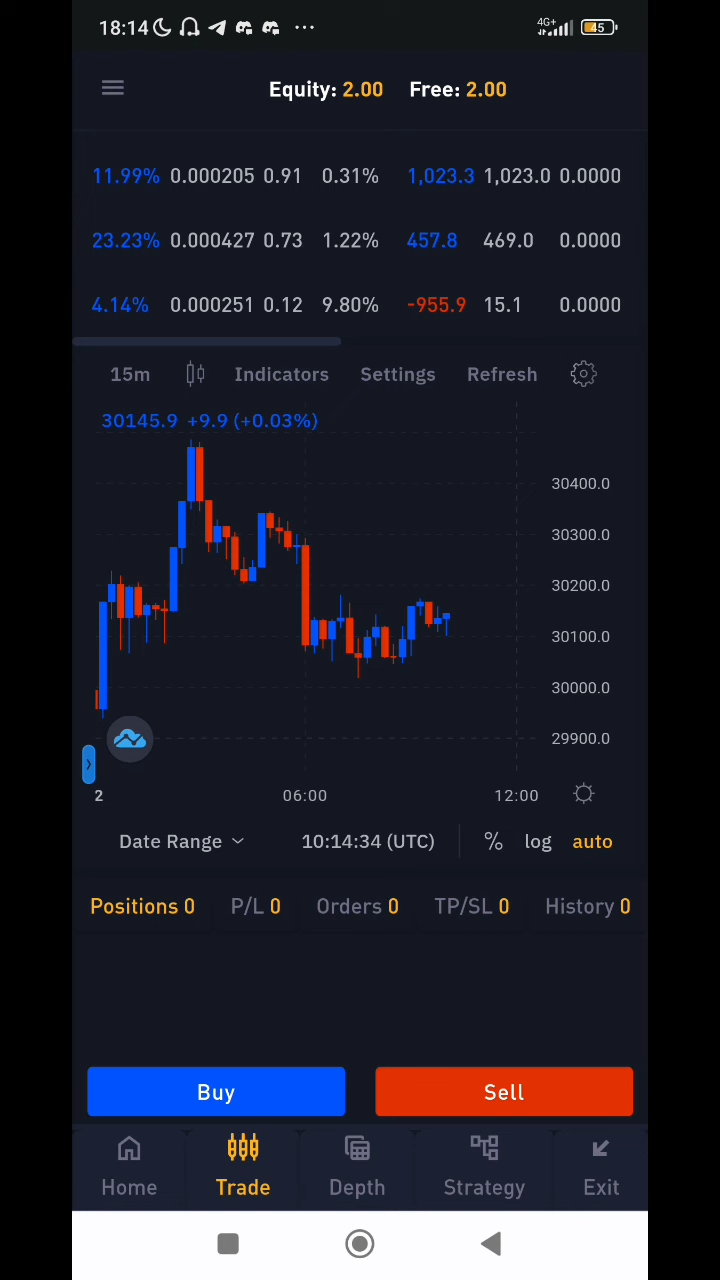 18:14 ... 4G+ 45
Equity: 2.00 Free: 2.00
11.99% 0.000205 0.91 0.31% 1,023.3 1,023.0 0.0000
23.23% 0.000427 0.73 1.22% 457.8 469.0 0.0000
4.14% 0.000251 0.12 9.80% -955.9 15.1 0.0000
15m Indicators Settings Refresh
30145.9 +9.9 (+0.03%)
30400.0
30300.0
30200.0
30100.0
30000.0
29900.0
2 06:00 12:00
Date Range 10:14:34 (UTC) % log auto
Positions 0 P/L 0 Orders 0 TP/SL 0 History 0
Buy Sell
Home Trade Depth Strategy Exit